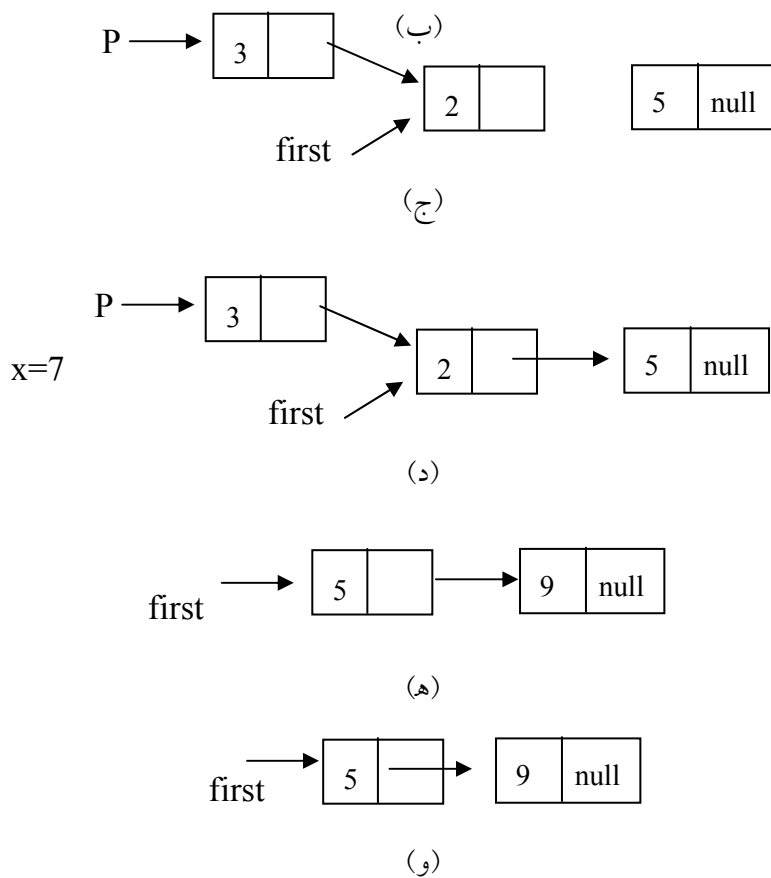 (ب)
P 3
2 5 null
first
(ج)
P 3
x=7 2 5 null
first
(د)
5 9 null
first
(ه)
5 9 null
first
(و)